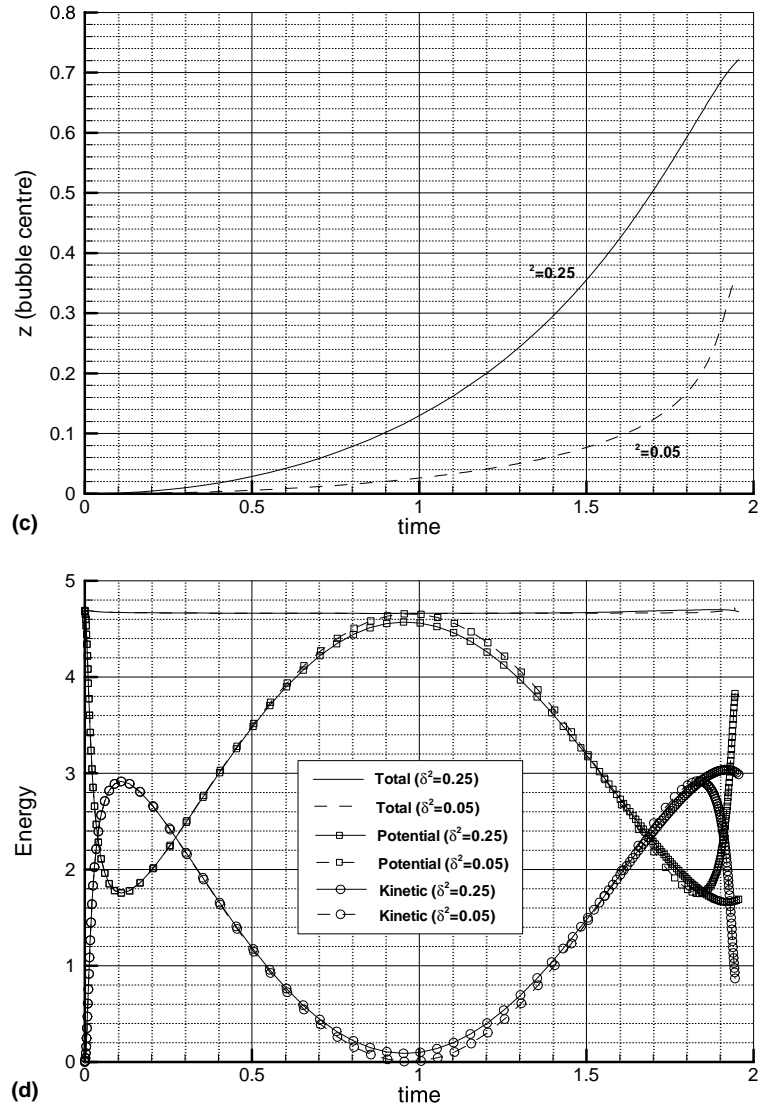 0.8
0.7
0.6
0.5
0.4
0.3
0.2
0.1
0
z (bubble centre)
²=0.25
²=0.05
0 0.5 1 1.5 2
time
(c)
5
4
3
2
1
0
Energy
Total (δ²=0.25)
Total (δ²=0.05)
Potential (δ²=0.25)
Potential (δ²=0.05)
Kinetic (δ²=0.25)
Kinetic (δ²=0.05)
0 0.5 1 1.5 2
time
(d)